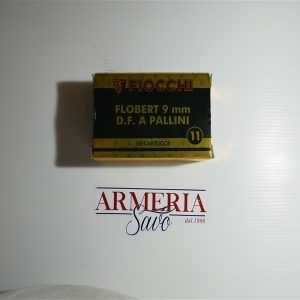 FIOCCHI
FLOBERT 9 mm
D.F. A PALLINI
11
50 CARTUCCE
ARMERIA
Savo
dal 1966